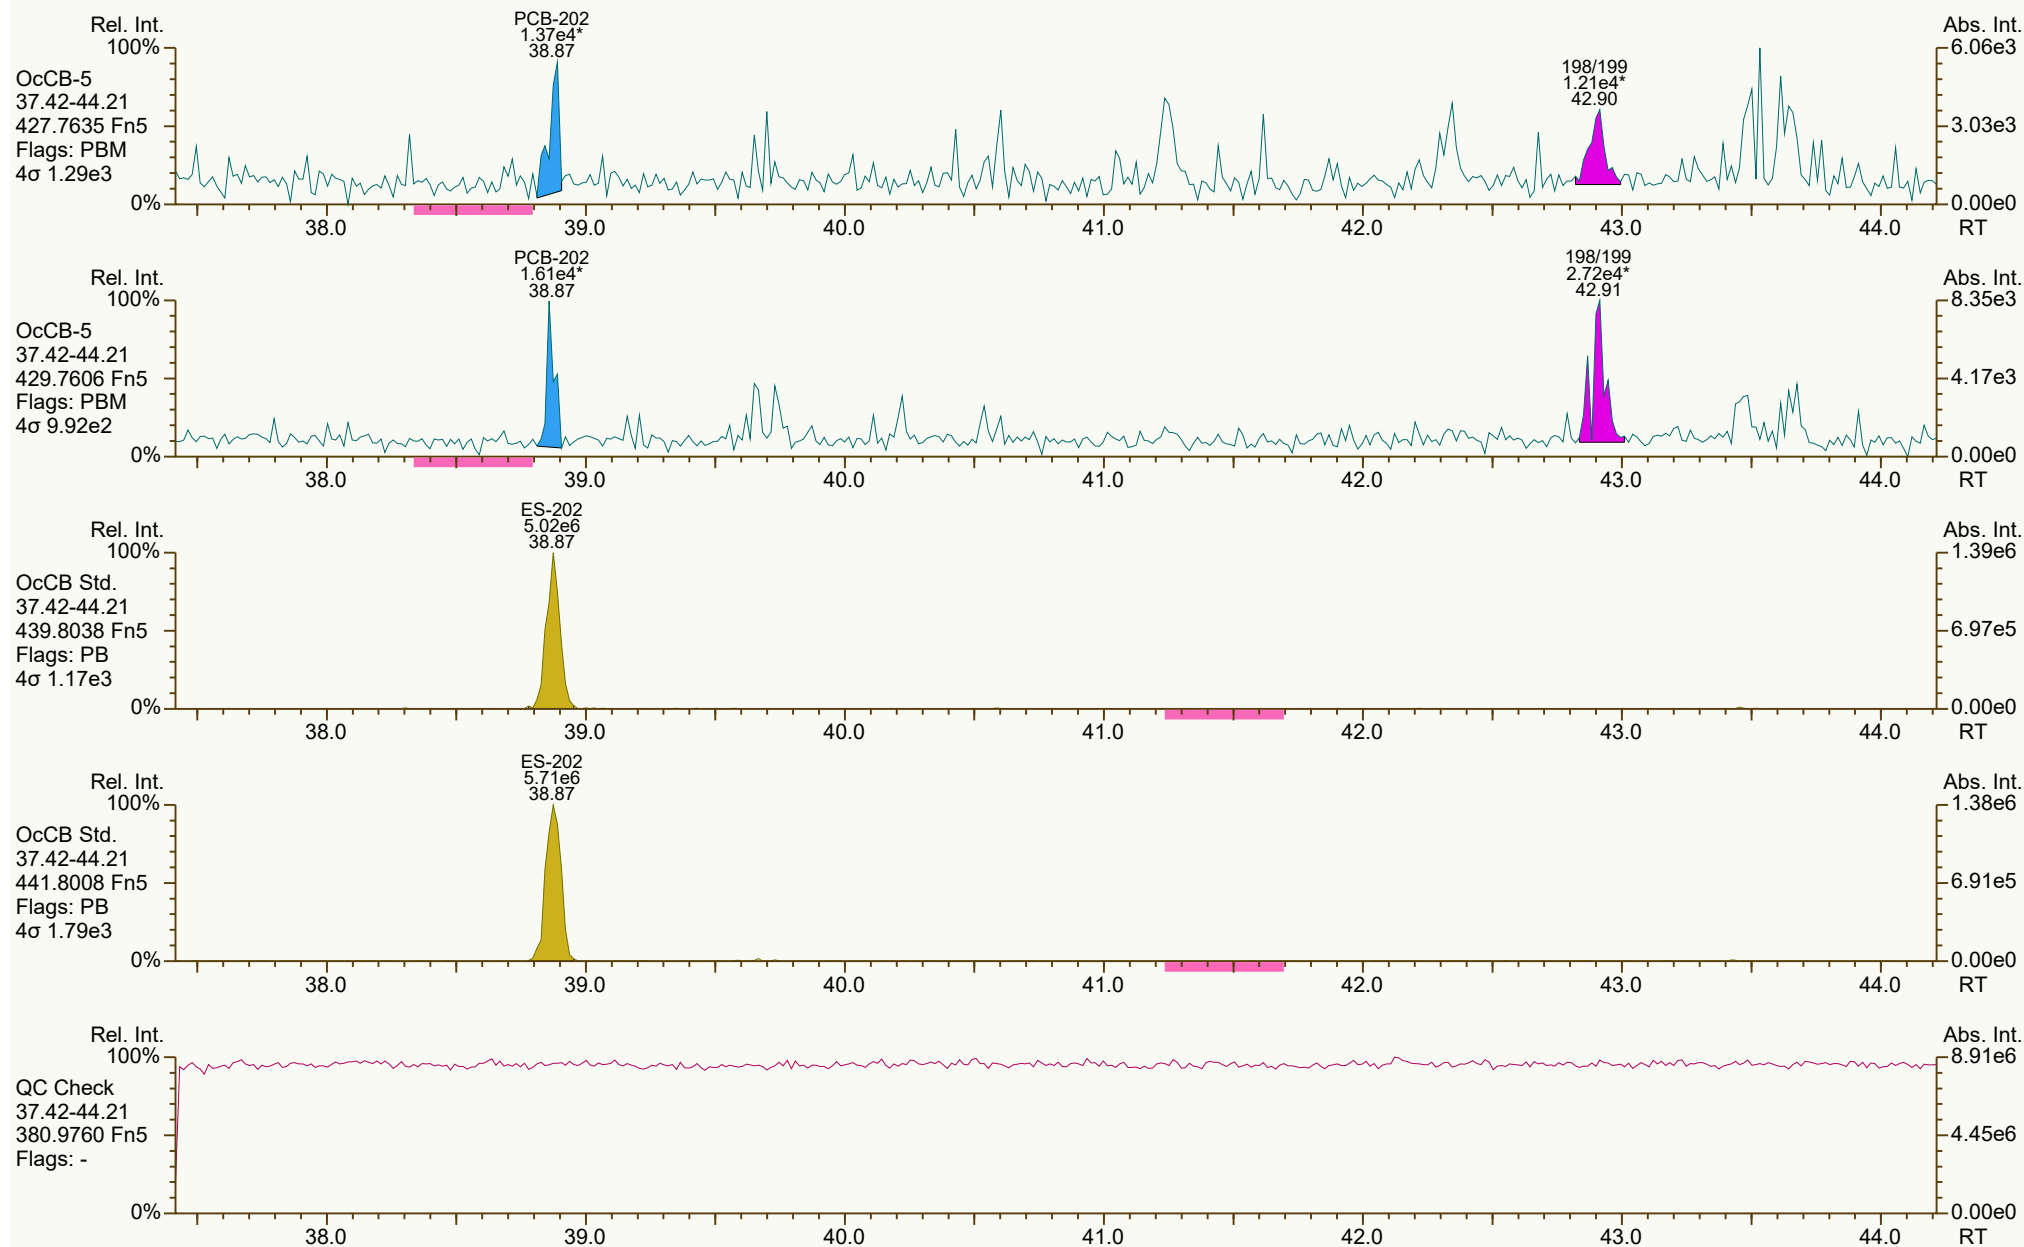 Rel. Int.
100%
5%
0%
OcCB-5
37.42-44.21
427.7635 Fn5
Flags: PBM
4σ 1.29e3
PCB-202
1.37e4*
38.87
198/199
1.21e4*
42.90
Abs. Int.
6.06e3
3.03e3
0.00e0
38.0 39.0 40.0 41.0 42.0 43.0 44.0 RT
Rel. Int.
100%
0%
OcCB-5
37.42-44.21
429.7606 Fn5
Flags: PBM
4σ 9.92e2
PCB-202
1.61e4*
38.87
198/199
2.72e4*
42.91
Abs. Int.
8.35e3
4.17e3
0.00e0
38.0 39.0 40.0 41.0 42.0 43.0 44.0 RT
Rel. Int.
100%
0%
OcCB Std.
37.42-44.21
439.8038 Fn5
Flags: PB
4σ 1.17e3
ES-202
5.02e6
38.87
Abs. Int.
1.39e6
6.97e5
0.00e0
38.0 39.0 40.0 41.0 42.0 43.0 44.0 RT
Rel. Int.
100%
0%
OcCB Std.
37.42-44.21
441.8008 Fn5
Flags: PB
4σ 1.79e3
ES-202
5.71e6
38.87
Abs. Int.
1.38e6
6.91e5
0.00e0
38.0 39.0 40.0 41.0 42.0 43.0 44.0 RT
Rel. Int.
100%
0%
QC Check
37.42-44.21
380.9760 Fn5
Flags: -
Abs. Int.
8.91e6
4.45e6
0.00e0
38.0 39.0 40.0 41.0 42.0 43.0 44.0 RT